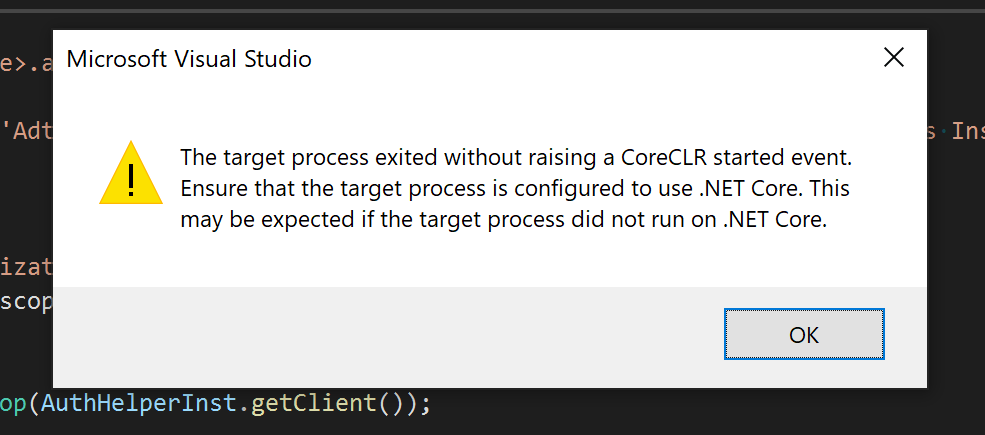 Microsoft Visual Studio
e>.a
'Adt
s Ins
The target process exited without raising a CoreCLR started event.
Ensure that the target process is configured to use .NET Core. This
may be expected if the target process did not run on .NET Core.
izat
scop
OK
op(AuthHelperInst.getClient());